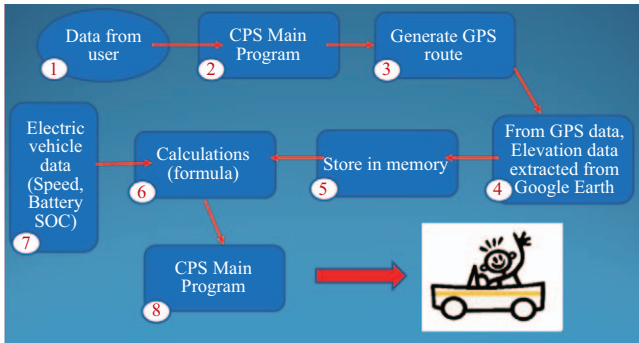 Data from
user
1
CPS Main
Program
2
Generate GPS
route
3
From GPS data,
Elevation data
extracted from
Google Earth
4
Store in memory
5
Calculations
(formula)
6
Electric
vehicle
data
(Speed,
Battery
SOC)
7
CPS Main
Program
8